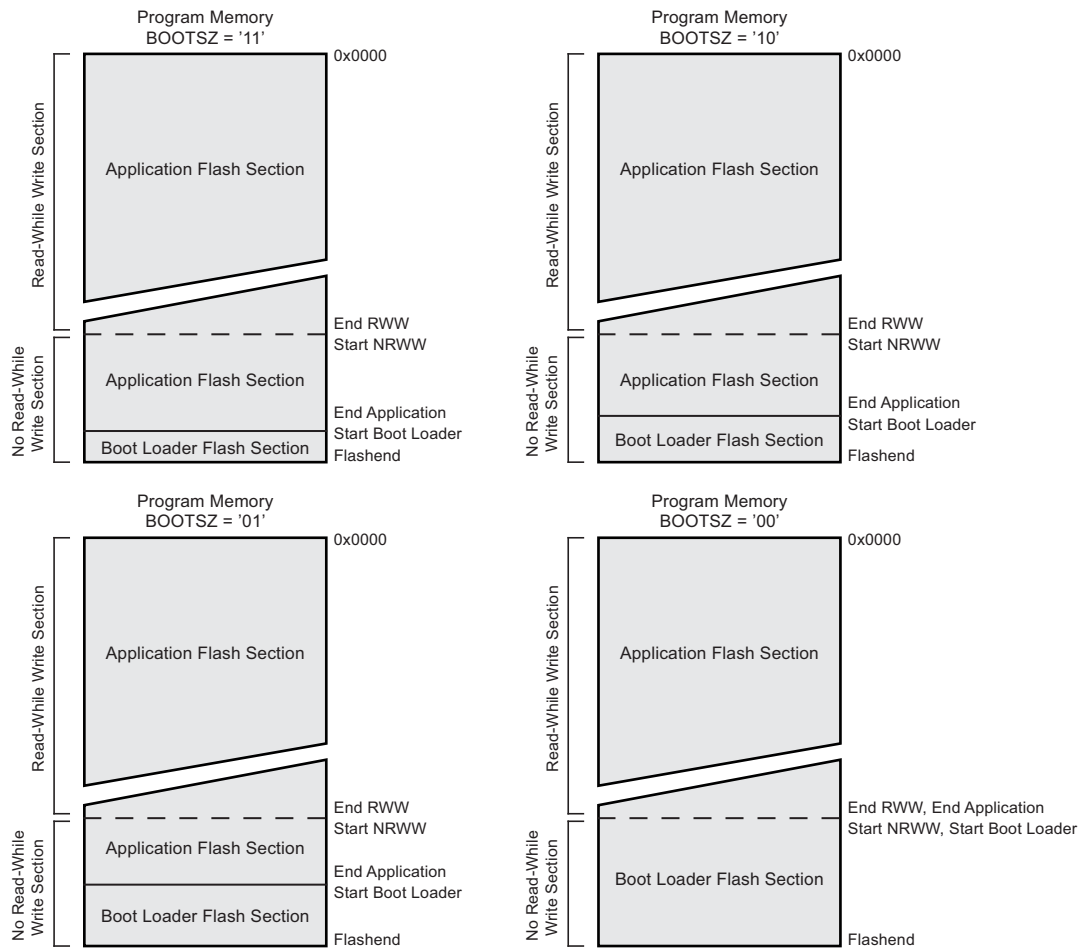 Program Memory
BOOTSZ = '11'
0x0000
Read-While Write Section
Application Flash Section
End RWW
Start NRWW
No Read-While
Write Section
Application Flash Section
End Application
Start Boot Loader
Boot Loader Flash Section
Flashend
Program Memory
BOOTSZ = '10'
0x0000
Read-While Write Section
Application Flash Section
End RWW
Start NRWW
No Read-While
Write Section
Application Flash Section
End Application
Start Boot Loader
Boot Loader Flash Section
Flashend
Program Memory
BOOTSZ = '01'
0x0000
Read-While Write Section
Application Flash Section
End RWW
Start NRWW
No Read-While
Write Section
Application Flash Section
End Application
Start Boot Loader
Boot Loader Flash Section
Flashend
Program Memory
BOOTSZ = '00'
0x0000
Read-While Write Section
Application Flash Section
End RWW, End Application
Start NRWW, Start Boot Loader
No Read-While
Write Section
Boot Loader Flash Section
Flashend